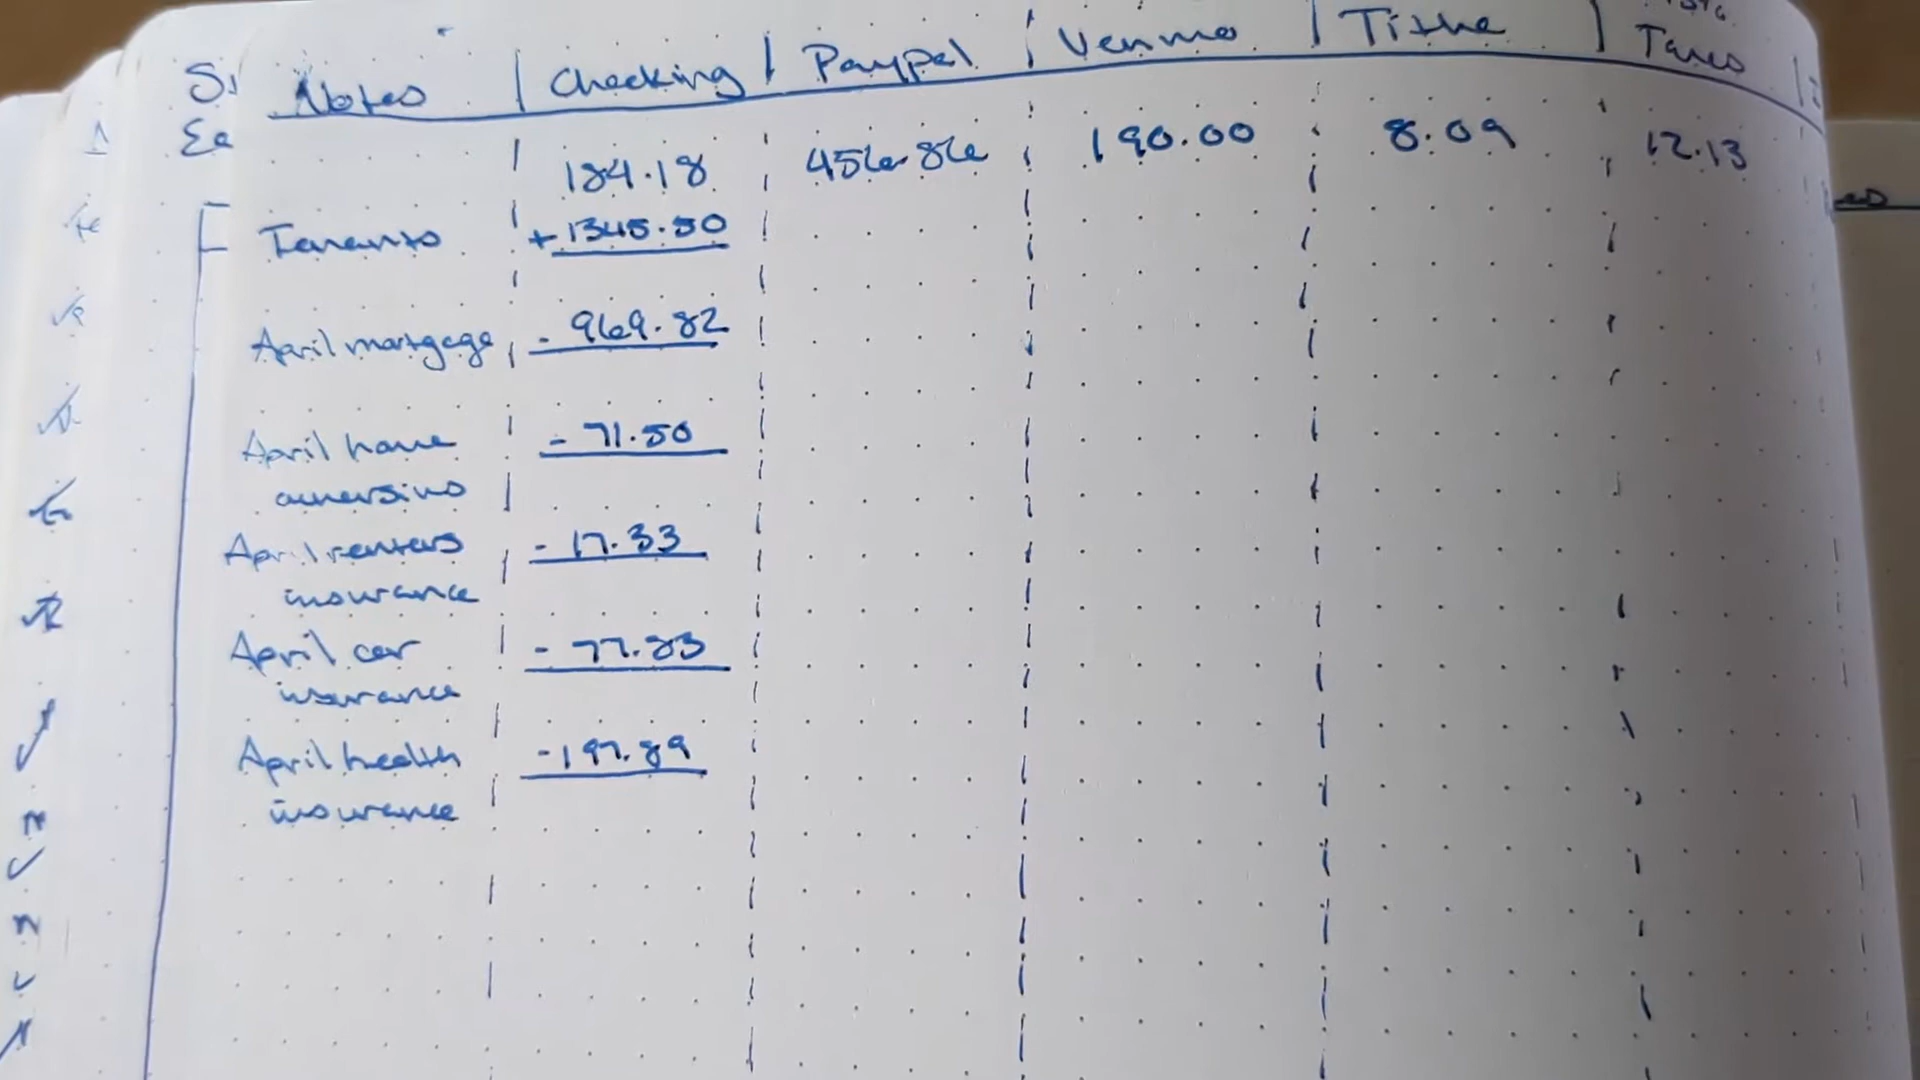 Notes | Checking | Paypal | Venmo | Tithe | Taxes
184.18 456.86 190.00 8.09 12.13
Tenants +1345.50
April mortgage - 969.82
April home - 71.50
owners ins
April renters - 17.33
insurance
April car - 77.83
insurance
April health - 197.89
insurance